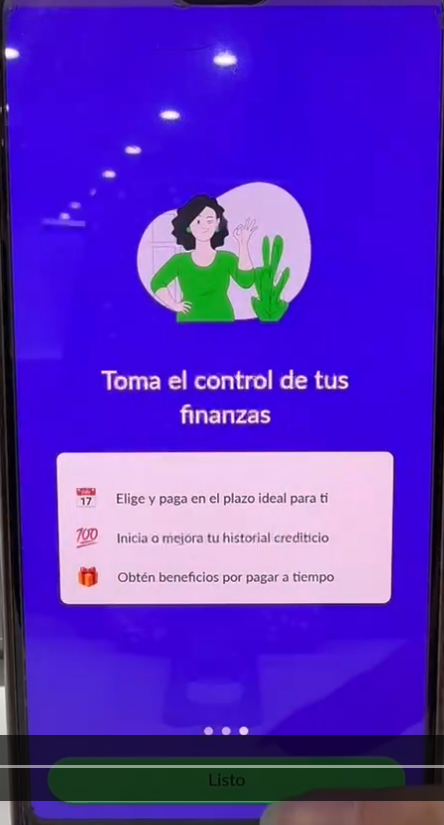 Toma el control de tus
finanzas
17
Elige y paga en el plazo ideal para ti
100
Inicia o mejora tu historial crediticio
Obtén beneficios por pagar a tiempo
Listo